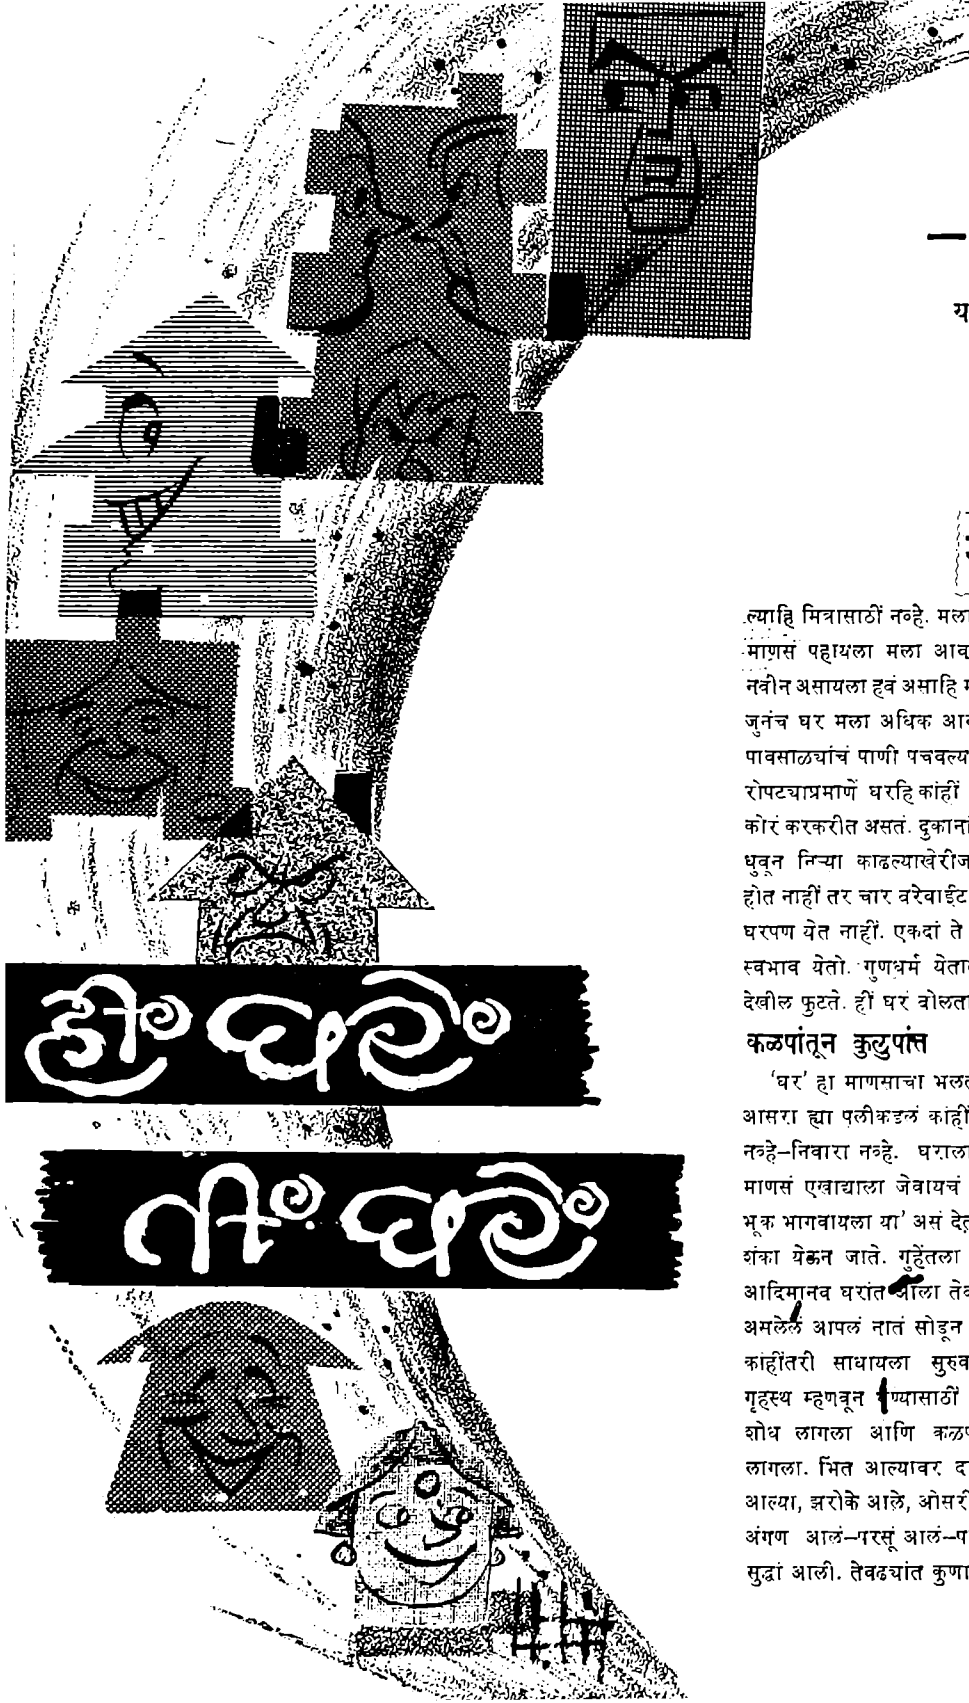 हीं घरें
तीं घरें
य
ल्याहि मित्रासाठीं नव्हे. मला
माणसं पहायला मला आव
नवीन असायला हवं असाहि म
जुनंच घर मला अधिक आव
पावसाळ्यांचं पाणी पचवल्य
रोपट्याप्रमाणें घरहि कांहीं
कोरं करकरीत असतं. दुकानां
धुवून निऱ्या काढल्याखेरीज
होत नाहीं तर चार वरेवाईट
घरपण येत नाहीं. एकदां ते
स्वभाव येतो. गुणधर्म येतात
देखील फुटते. हीं घरं बोलता
कळपांतून कुलुपांत
'घर' हा माणसाचा भलत
आसरा ह्या पलीकडलं कांहीं
नव्हे–निवारा नव्हे. घराला
माणसं एखाद्याला जेवायचं
भूक भागवायला या' असं देत
शंका येऊन जाते. गुहेंतला
आदिमानव घरांत आला तेव
अमलेलं आपलं नातं सोडून
कांहींतरी साधायला सुरुव
गृहस्थ म्हणवून घेण्यासाठीं
शोध लागला आणि कळप
लागला. भिंत आल्यावर द
आल्या, झरोके आले, ओसरी
अंगण आलं–परसूं आलं–प
सुद्धां आली. तेवढ्यांत कुणा